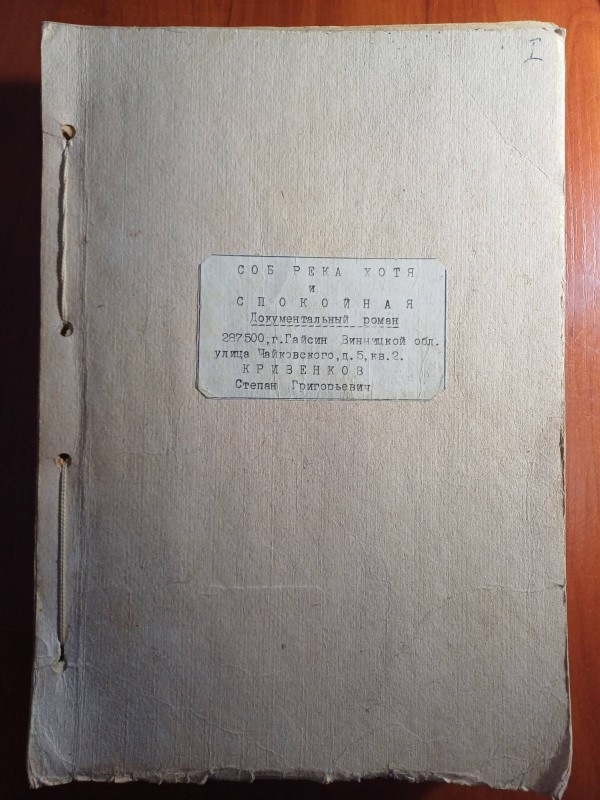 I
СОБ РЕКА ХОТЯ
и
СПОКОЙНАЯ
Документальный роман
287500, г.Гайсин Винницкой обл.
улица Чайковского, д.5, кв.2.
КРИВЕНКОВ
Степан Григорьевич